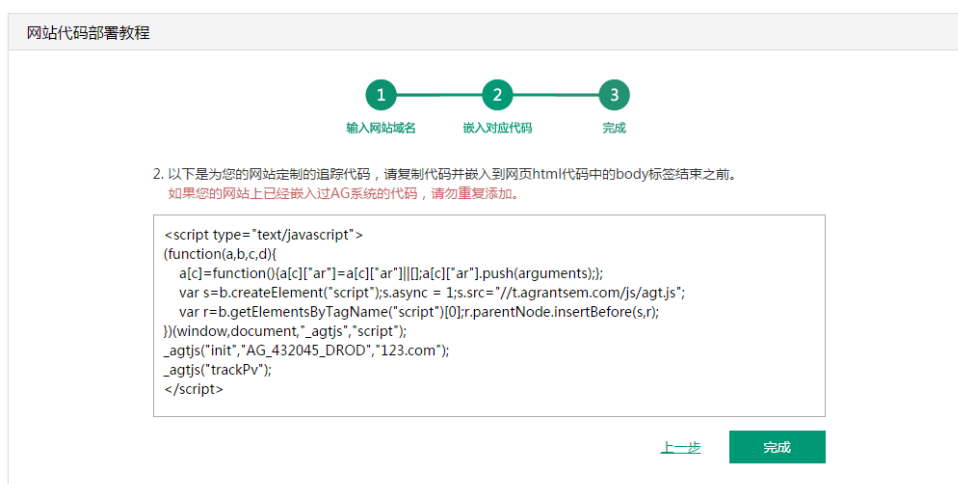 网站代码部署教程
1
2
3
输入网站域名
嵌入对应代码
完成
2. 以下是为您的网站定制的追踪代码，请复制代码并嵌入到网页html代码中的body标签结束之前。
如果您的网站上已经嵌入过AG系统的代码，请勿重复添加。
<script type="text/javascript">
(function(a,b,c,d){
a[c]=function(){a[c]["ar"]=a[c]["ar"]||[];a[c]["ar"].push(arguments);};
var s=b.createElement("script");s.async = 1;s.src="//t.agrantsem.com/js/agt.js";
var r=b.getElementsByTagName("script")[0];r.parentNode.insertBefore(s,r);
})(window,document,"_agtjs","script");
_agtjs("init","AG_432045_DROD","123.com");
_agtjs("trackPv");
</script>
上一步
完成